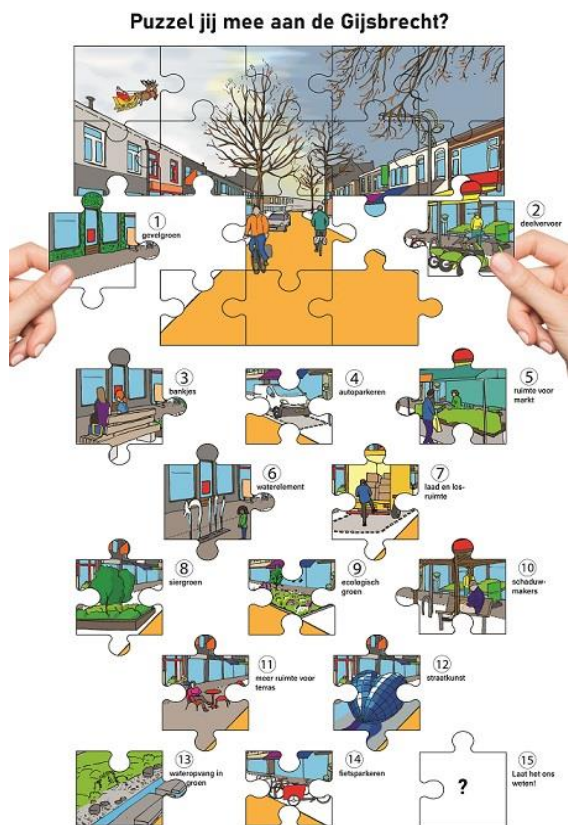 Puzzel jij mee aan de Gijsbrecht?
1
gevelgroen
2
deelvervoer
3
bankjes
4
autoparkeren
5
ruimte voor
markt
6
waterelement
7
laad en los-
ruimte
8
siergroen
9
ecologisch
groen
10
schaduw-
makers
11
meer ruimte voor
terras
12
straatkunst
13
wateropvang in
groen
14
fietsparkeren
?
15
Laat het ons
weten!